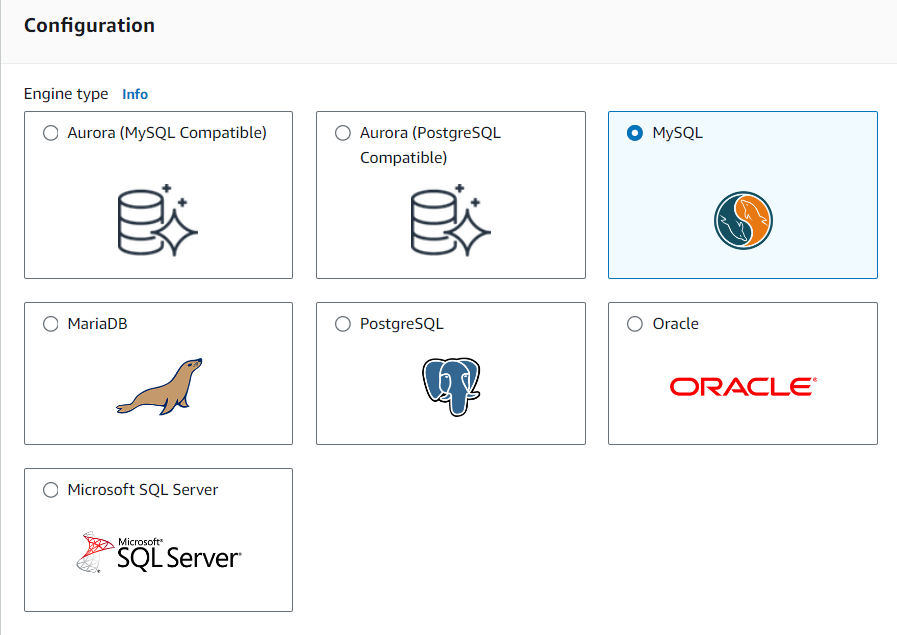 Configuration
Engine type Info
Aurora (MySQL Compatible)
Aurora (PostgreSQL
Compatible)
MySQL
MariaDB
PostgreSQL
Oracle
ORACLE®
Microsoft SQL Server
Microsoft®
SQL Server®